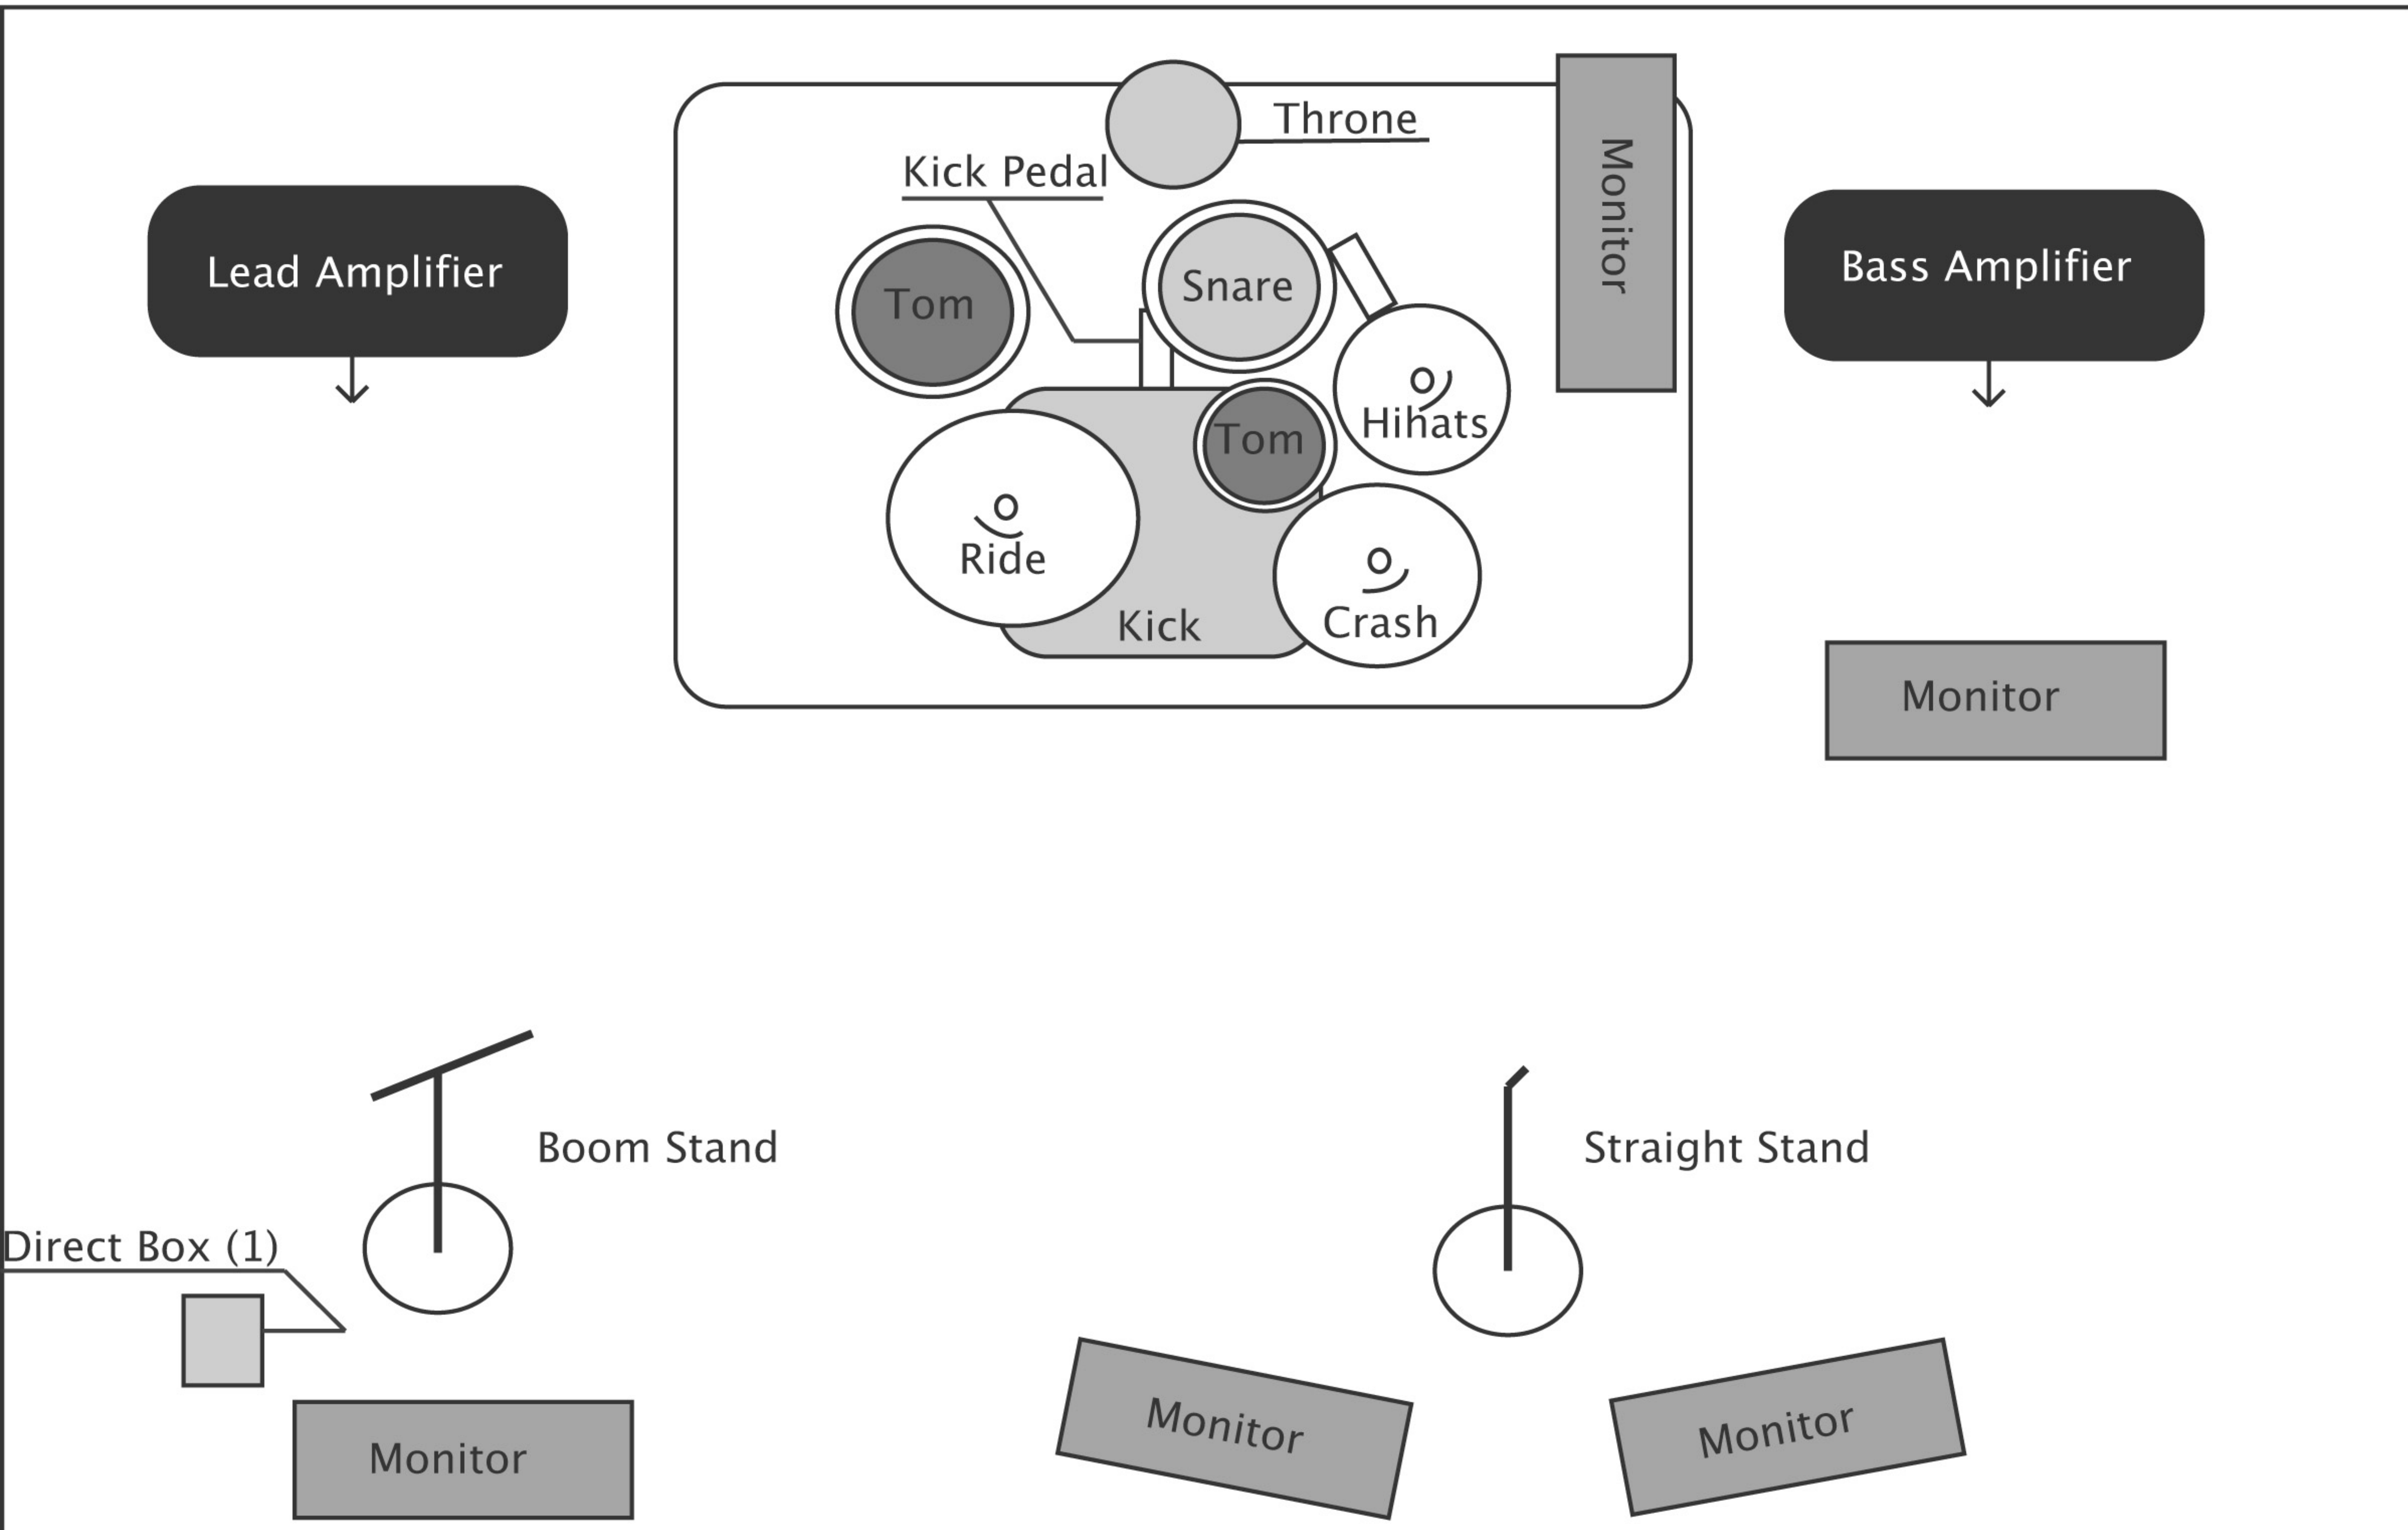 Throne
Kick Pedal
Monitor
Lead Amplifier
Tom
Snare
Bass Amplifier
Tom
Hihats
Ride
Kick
Crash
Monitor
Boom Stand
Straight Stand
Direct Box (1)
Monitor
Monitor
Monitor